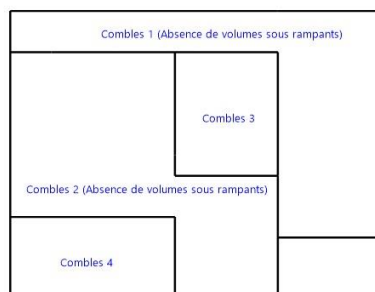 Combles 1 (Absence de volumes sous rampants)
Combles 3
Combles 2 (Absence de volumes sous rampants)
Combles 4